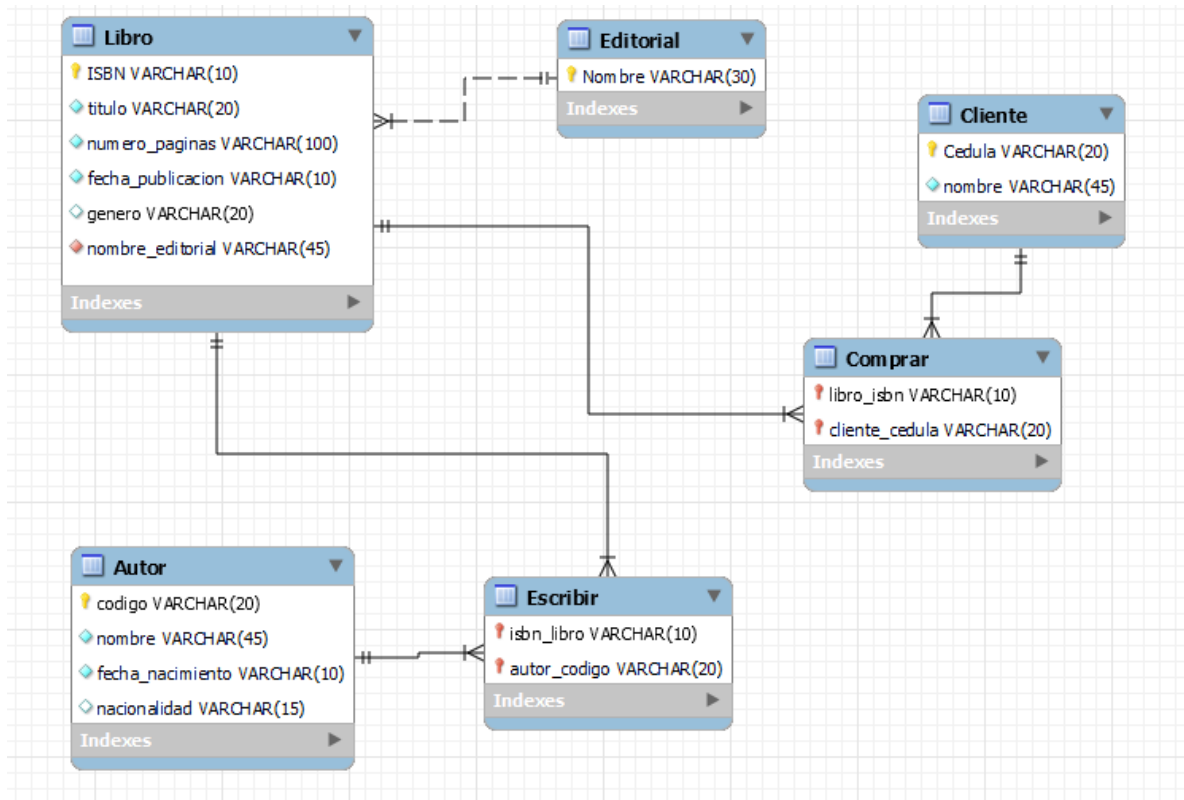 Libro
ISBN VARCHAR(10)
titulo VARCHAR(20)
numero_paginas VARCHAR(100)
fecha_publicacion VARCHAR(10)
genero VARCHAR(20)
nombre_editorial VARCHAR(45)
Indexes
Editorial
Nombre VARCHAR(30)
Indexes
Cliente
Cedula VARCHAR(20)
nombre VARCHAR(45)
Indexes
Comprar
libro_isbn VARCHAR(10)
cliente_cedula VARCHAR(20)
Indexes
Autor
codigo VARCHAR(20)
nombre VARCHAR(45)
fecha_nacimiento VARCHAR(10)
nacionalidad VARCHAR(15)
Indexes
Escribir
isbn_libro VARCHAR(10)
autor_codigo VARCHAR(20)
Indexes